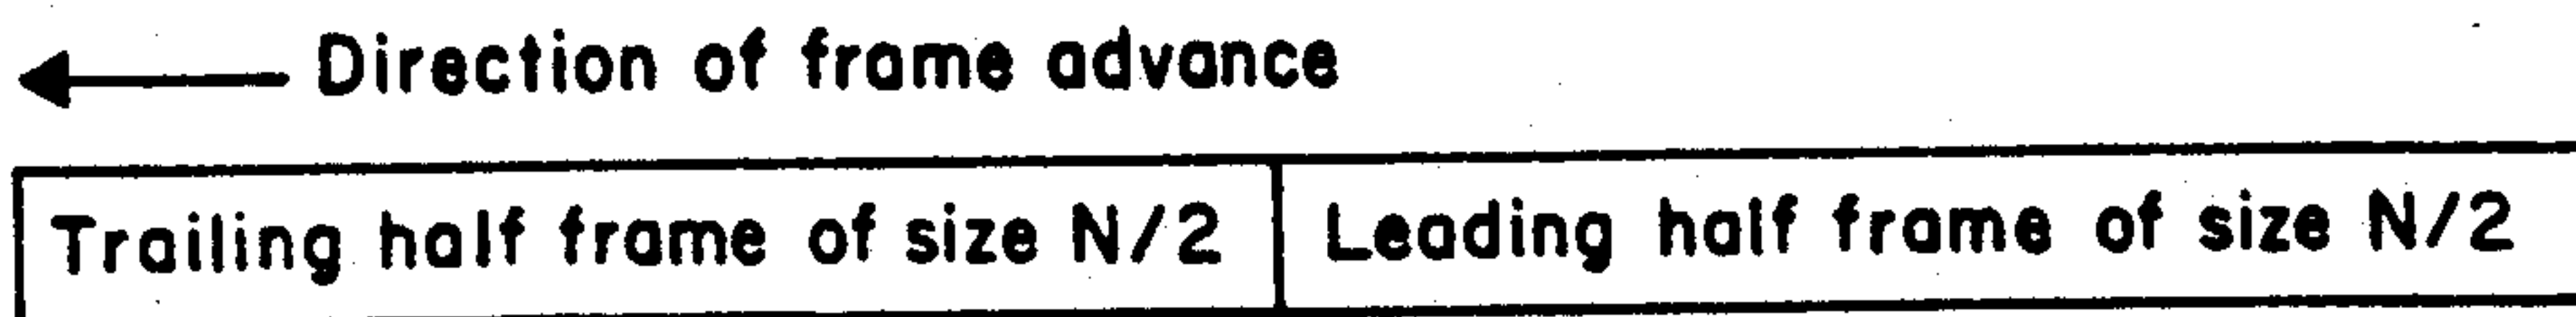 Direction of frame advance
Trailing half frame of size N/2 Leading half frame of size N/2